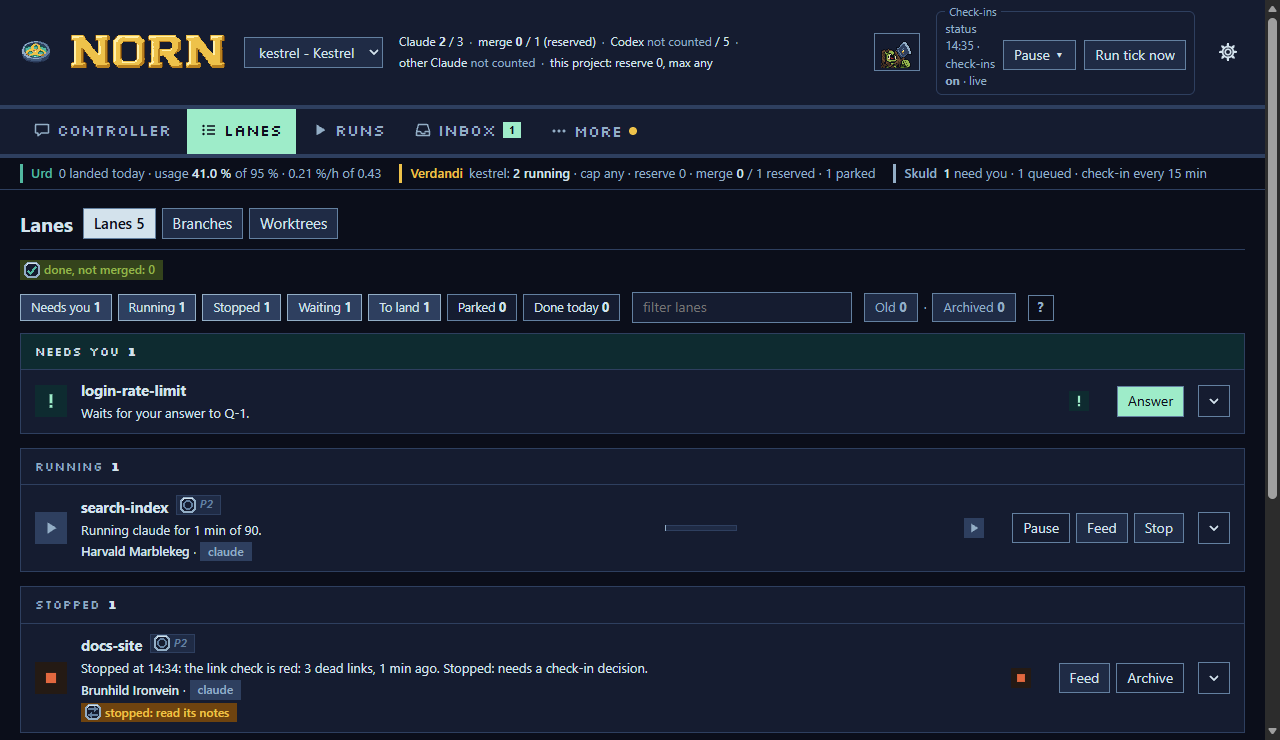 NORN
kestrel - Kestrel
Claude 2 / 3 · merge 0 / 1 (reserved) · Codex not counted / 5 ·
other Claude not counted · this project: reserve 0, max any
Check-ins
status
14:35 ·
check-ins
on · live
Pause ▾
Run tick now
CONTROLLER
LANES
RUNS
INBOX 1
MORE
Urd 0 landed today · usage 41.0 % of 95 % · 0.21 %/h of 0.43
Verdandi kestrel: 2 running · cap any · reserve 0 · merge 0 / 1 reserved · 1 parked
Skuld 1 need you · 1 queued · check-in every 15 min
Lanes
Lanes 5
Branches
Worktrees
done, not merged: 0
Needs you 1
Running 1
Stopped 1
Waiting 1
To land 1
Parked 0
Done today 0
filter lanes
Old 0 ·
Archived 0
?
NEEDS YOU 1
!
login-rate-limit
Waits for your answer to Q-1.
!
Answer
RUNNING 1
search-index P2
Running claude for 1 min of 90.
Harvald Marblekeg · claude
Pause
Feed
Stop
STOPPED 1
docs-site P2
Stopped at 14:34: the link check is red: 3 dead links, 1 min ago. Stopped: needs a check-in decision.
Brunhild Ironvein · claude
stopped: read its notes
Feed
Archive